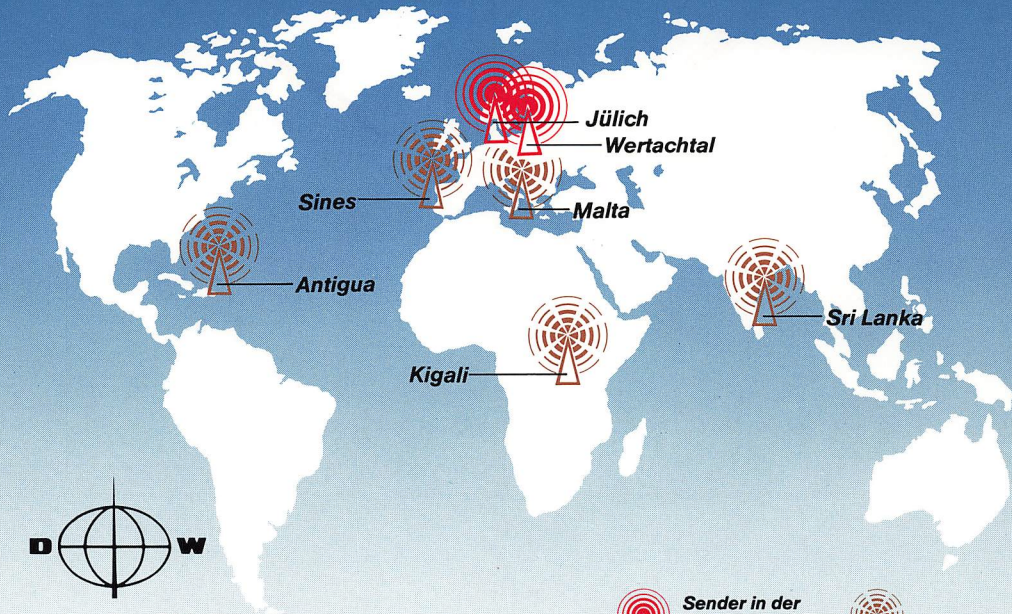 Jülich
Wertachtal
Sines
Malta
Antigua
Sri Lanka
Kigali
D W
Sender in der